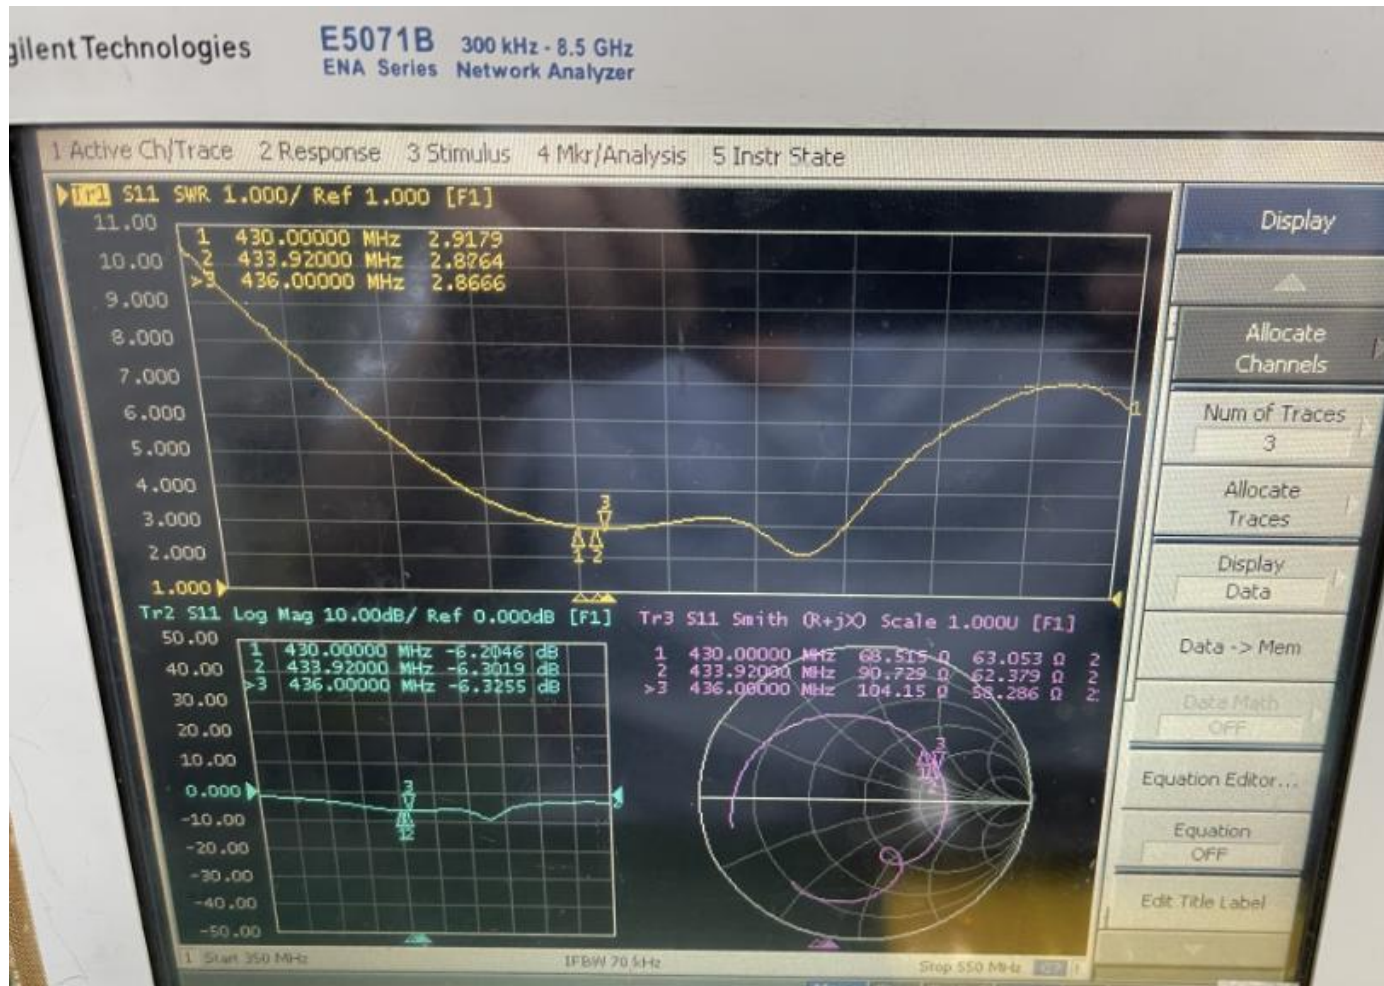 gilent Technologies
E5071B 300 kHz - 8.5 GHz
ENA Series Network Analyzer
1 Active Ch/Trace 2 Response 3 Stimulus 4 Mkr/Analysis 5 Instr State
Tr1 S11 SWR 1.000/ Ref 1.000 [F1]
11.00
10.00
9.000
8.000
7.000
6.000
5.000
4.000
3.000
2.000
1.000
1 430.00000 MHz 2.9179
2 433.92000 MHz 2.8764
>3 436.00000 MHz 2.8666
3
1 2
1
Tr2 S11 Log Mag 10.00dB/ Ref 0.000dB [F1]
50.00
40.00
30.00
20.00
10.00
0.000
-10.00
-20.00
-30.00
-40.00
-50.00
1 430.00000 MHz -6.2046 dB
2 433.92000 MHz -6.3019 dB
>3 436.00000 MHz -6.3255 dB
3
12
Tr3 S11 Smith (R+jX) Scale 1.000U [F1]
1 430.00000 MHz 68.515 Ω 63.053 Ω 2
2 433.92000 MHz 90.729 Ω 62.379 Ω 2
>3 436.00000 MHz 104.15 Ω 58.286 Ω 2
3
1 Start 350 MHz IFBW 70 kHz Stop 550 MHz
Display
Allocate
Channels
Num of Traces
3
Allocate
Traces
Display
Data
Data -> Mem
Data Math
OFF
Equation Editor...
Equation
OFF
Edit Title Label